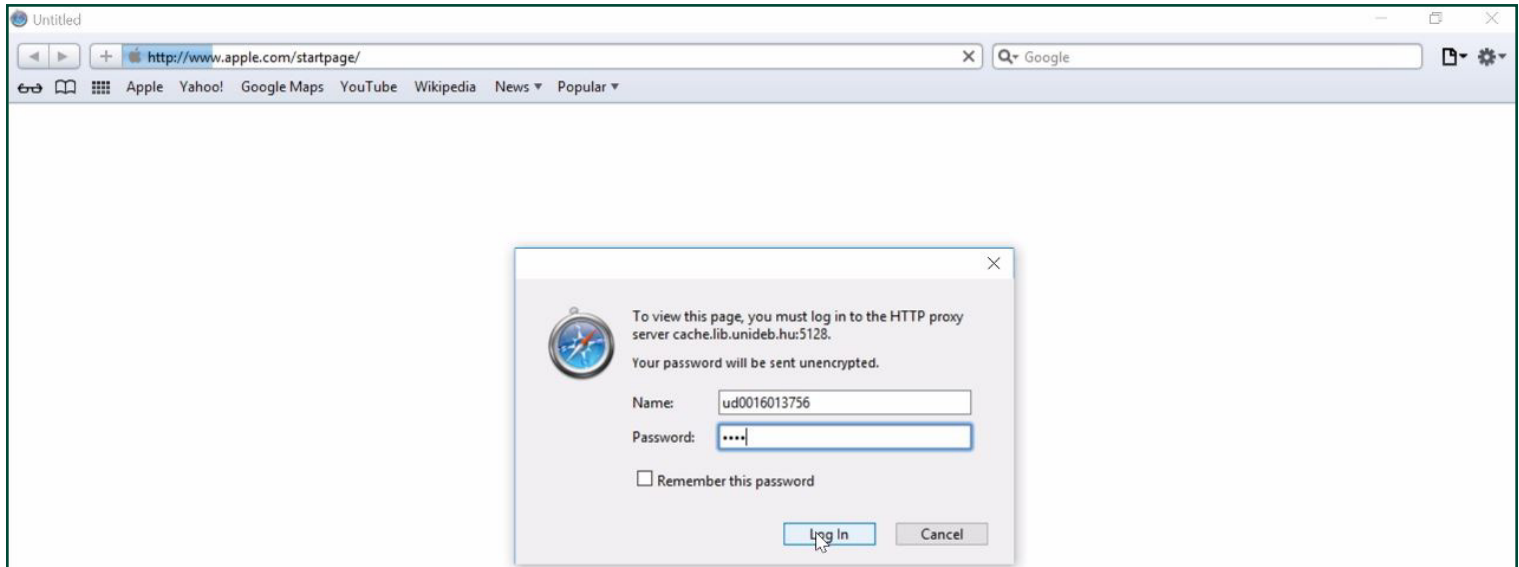 Untitled
http://www.apple.com/startpage/
Google
Apple Yahoo! Google Maps YouTube Wikipedia News Popular
To view this page, you must log in to the HTTP proxy
server cache.lib.unideb.hu:5128.
Your password will be sent unencrypted.
Name: ud0016013756
Password: ••••
Remember this password
Log In Cancel